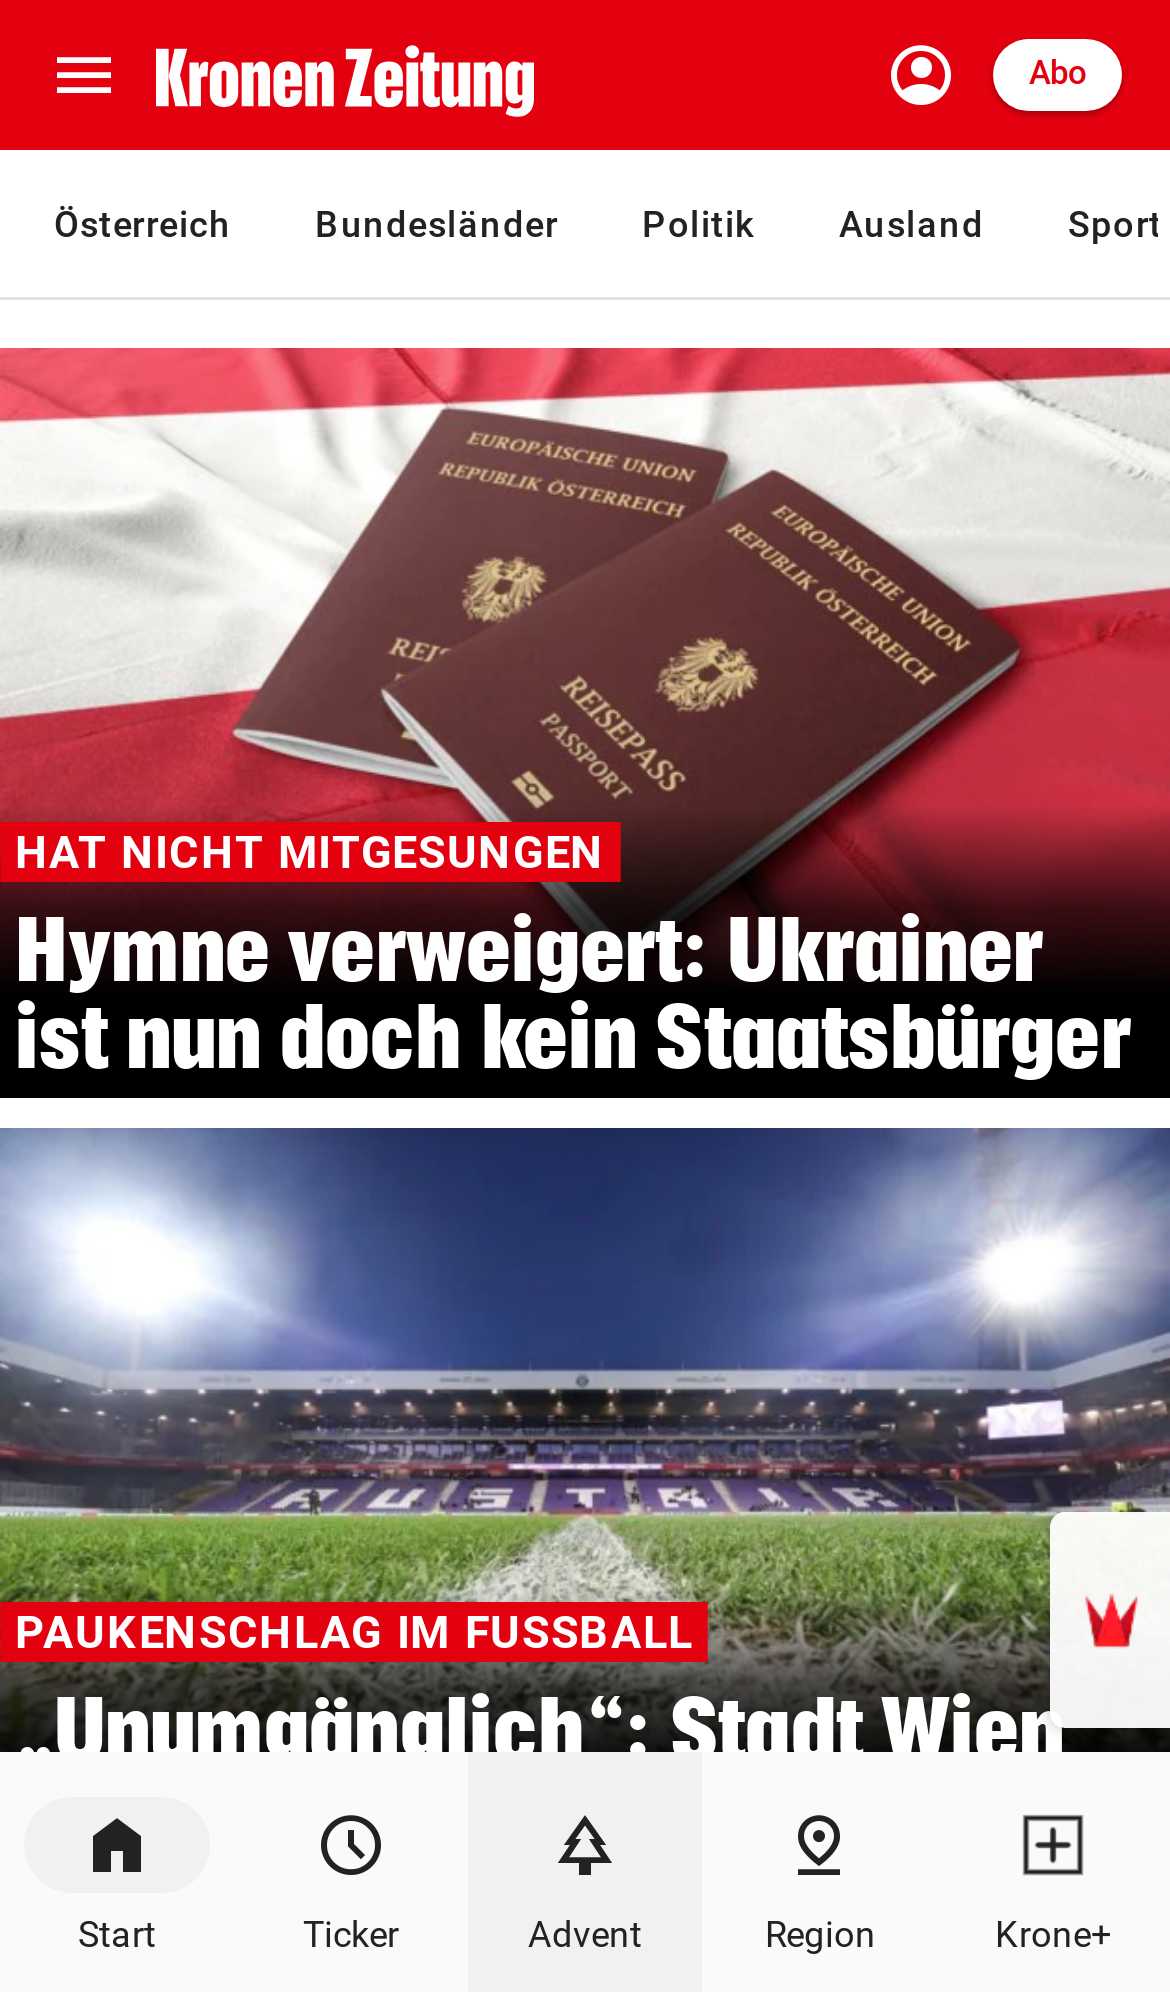 Kronen Zeitung
Abo
Österreich Bundesländer Politik Ausland Sport
EUROPÄISCHE UNION
REPUBLIK ÖSTERREICH
EUROPÄISCHE UNION
REPUBLIK ÖSTERREICH
REISEPASS
PASSPORT
HAT NICHT MITGESUNGEN
Hymne verweigert: Ukrainer
ist nun doch kein Staatsbürger
AUSTRIA
PAUKENSCHLAG IM FUSSBALL
„Unumgänglich“: Stadt Wien
Start Ticker Advent Region Krone+